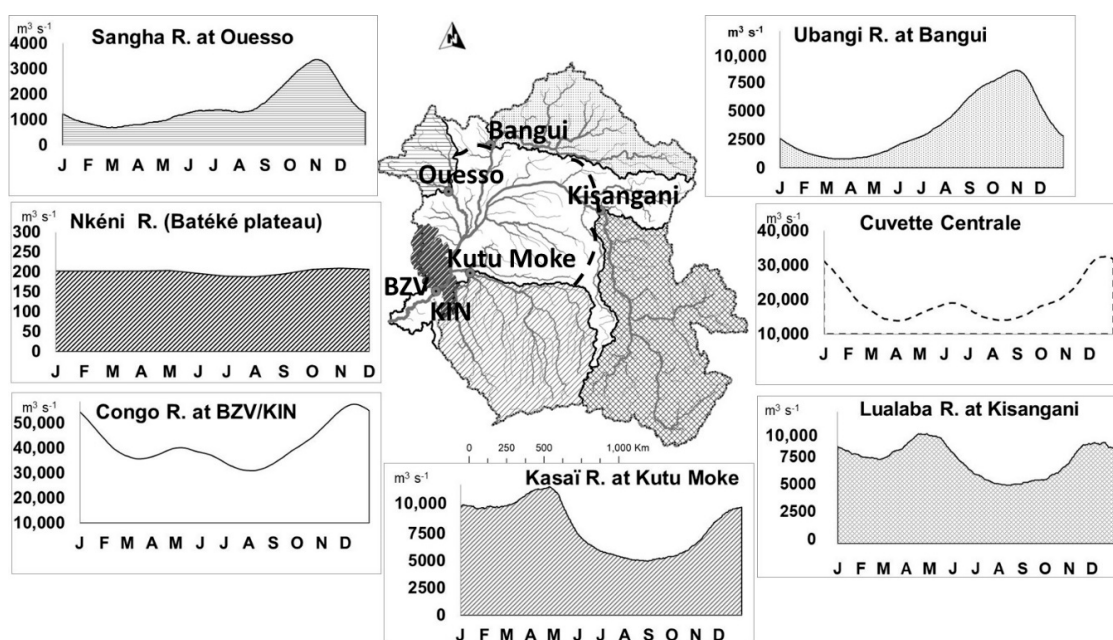 m³ s⁻¹
Sangha R. at Ouesso
4000
3000
2000
1000
0
J F M A M J J A S O N D
m³ s⁻¹
Nkéni R. (Batéké plateau)
300
250
200
150
100
50
0
J F M A M J J A S O N D
m³ s⁻¹
Congo R. at BZV/KIN
50,000
40,000
30,000
20,000
10,000
J F M A M J J A S O N D
N
Bangui
Ouesso
Kisangani
Kutu Moke
BZV
KIN
0 250 500 1,000 Km
m³ s⁻¹
Kasaï R. at Kutu Moke
10,000
7500
5000
2500
0
J F M A M J J A S O N D
m³ s⁻¹
Ubangi R. at Bangui
10,000
7500
5000
2500
0
J F M A M J J A S O N D
m³ s⁻¹
Cuvette Centrale
40,000
30,000
20,000
10,000
J F M A M J J A S O N D
m³ s⁻¹
Lualaba R. at Kisangani
10,000
7500
5000
2500
0
J F M A M J J A S O N D